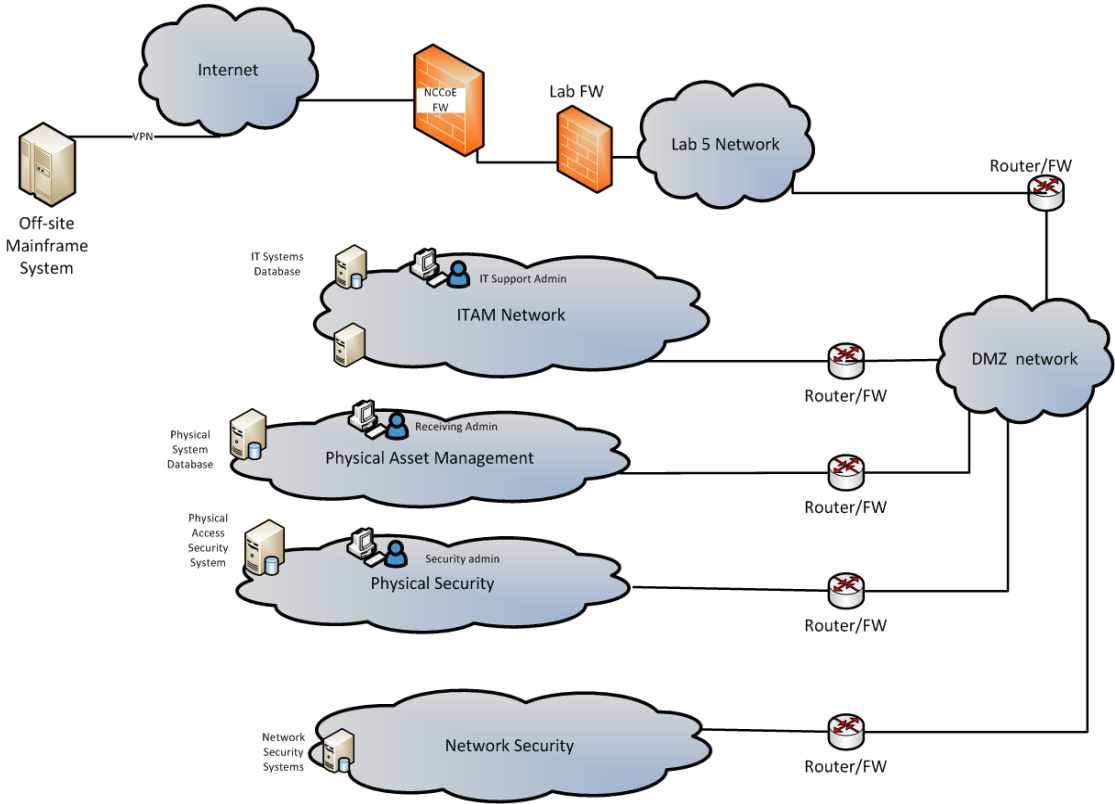 Internet
NCCoE
FW
Lab FW
Lab 5 Network
Router/FW
VPN
Off-site
Mainframe
System
IT Systems
Database
IT Support Admin
ITAM Network
Router/FW
DMZ network
Physical
System
Database
Receiving Admin
Physical Asset Management
Router/FW
Physical
Access
Security
System
Security admin
Physical Security
Router/FW
Network
Security
Systems
Network Security
Router/FW